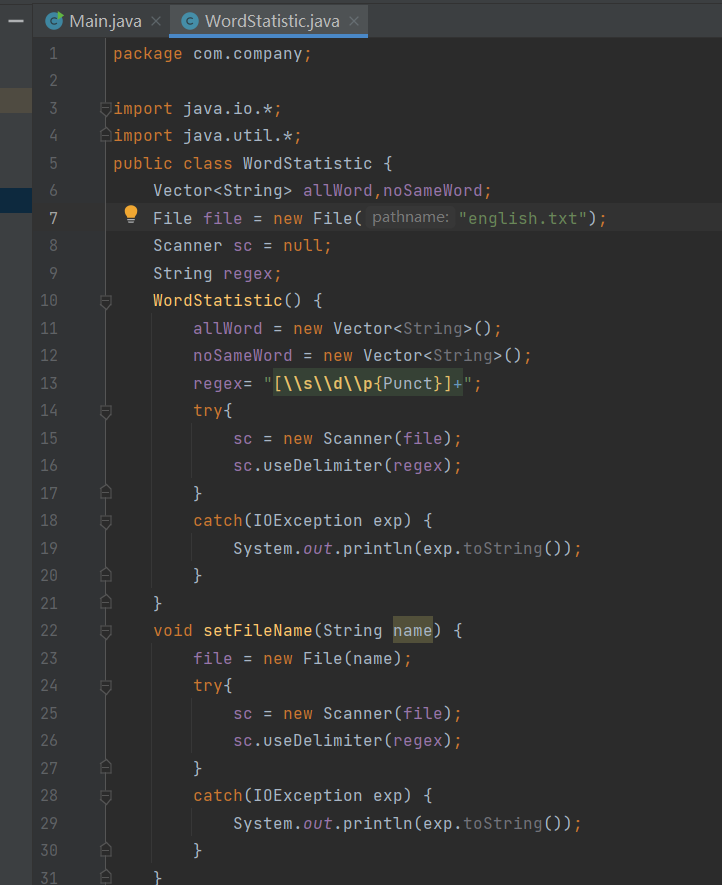 Main.java
WordStatistic.java
1 package com.company;
2
3 import java.io.*;
4 import java.util.*;
5 public class WordStatistic {
6 Vector<String> allWord,noSameWord;
7 File file = new File( pathname: "english.txt");
8 Scanner sc = null;
9 String regex;
10 WordStatistic() {
11 allWord = new Vector<String>();
12 noSameWord = new Vector<String>();
13 regex= "[\\s\\d\\p{Punct}]+";
14 try{
15 sc = new Scanner(file);
16 sc.useDelimiter(regex);
17 }
18 catch(IOException exp) {
19 System.out.println(exp.toString());
20 }
21 }
22 void setFileName(String name) {
23 file = new File(name);
24 try{
25 sc = new Scanner(file);
26 sc.useDelimiter(regex);
27 }
28 catch(IOException exp) {
29 System.out.println(exp.toString());
30 }
31 }